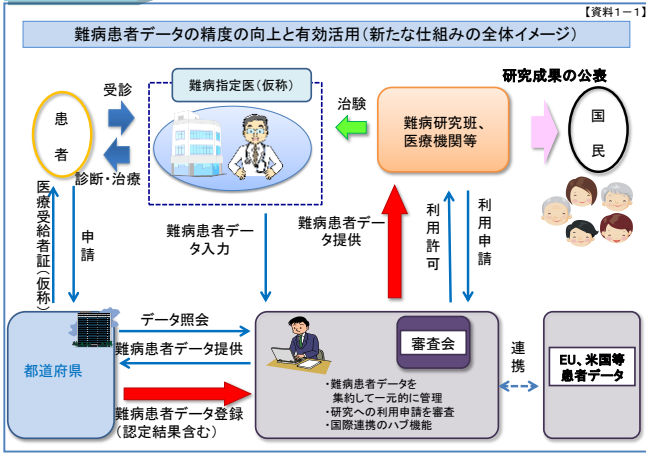 【資料1-1】
難病患者データの精度の向上と有効活用(新たな仕組みの全体イメージ)
患者
受診
診断・治療
難病指定医(仮称)
治験
難病研究班、
医療機関等
研究成果の公表
国民
医療受給者証(仮称)
申請
難病患者デー
タ入力
難病患者デー
タ提供
利用許可
利用申請
都道府県
データ照会
難病患者データ提供
難病患者データ登録
(認定結果含む)
審査会
・難病患者データを
集約して一元的に管理
・研究への利用申請を審査
・国際連携のハブ機能
連携
EU、米国等
患者データ